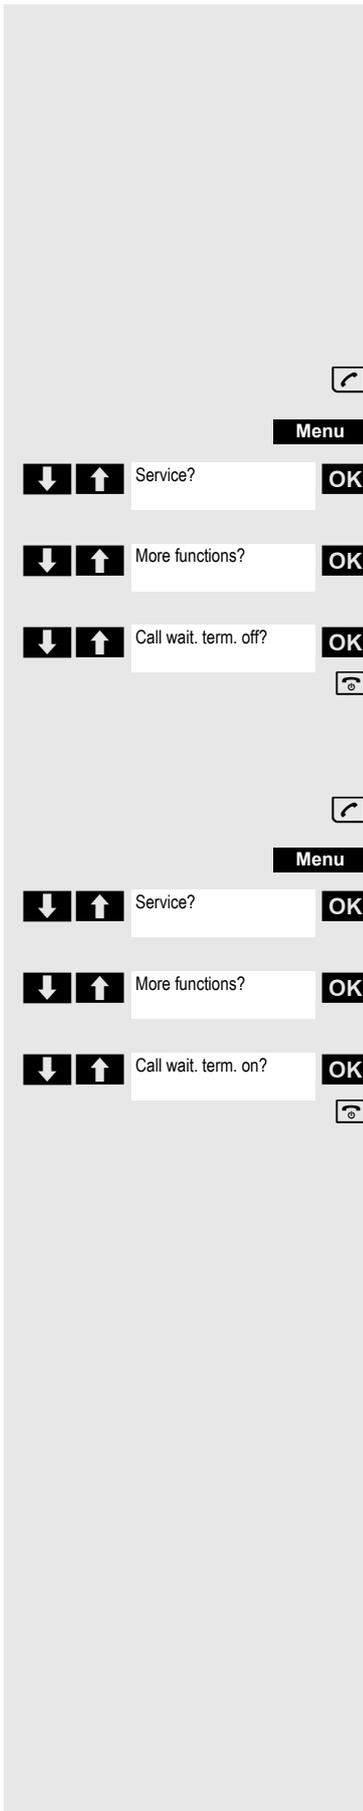 Menu
Service? OK
More functions? OK
Call wait. term. off? OK
Menu
Service? OK
More functions? OK
Call wait. term. on? OK